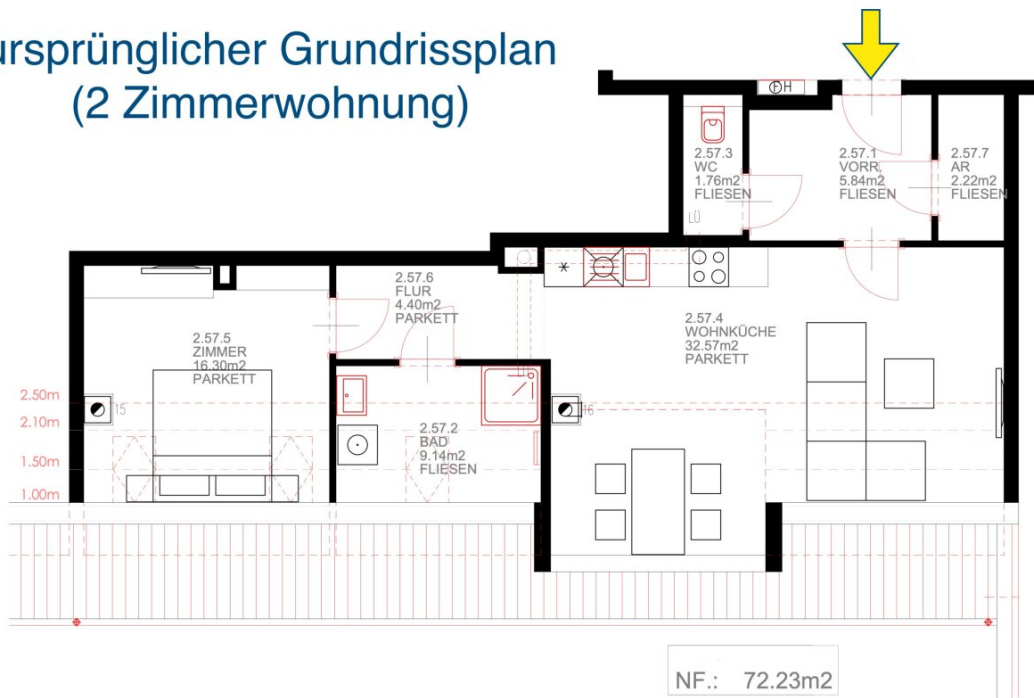 ursprünglicher Grundrissplan
(2 Zimmerwohnung)
H
2.57.3
WC
1.76m2
FLIESEN
LÜ
2.57.1
VORR.
5.84m2
FLIESEN
2.57.7
AR
2.22m2
FLIESEN
2.57.6
FLUR
4.40m2
PARKETT
2.57.4
WOHNKÜCHE
32.57m2
PARKETT
2.57.5
ZIMMER
16.30m2
PARKETT
2.50m
2.10m
1.50m
1.00m
15
16
2.57.2
BAD
9.14m2
FLIESEN
NF.: 72.23m2